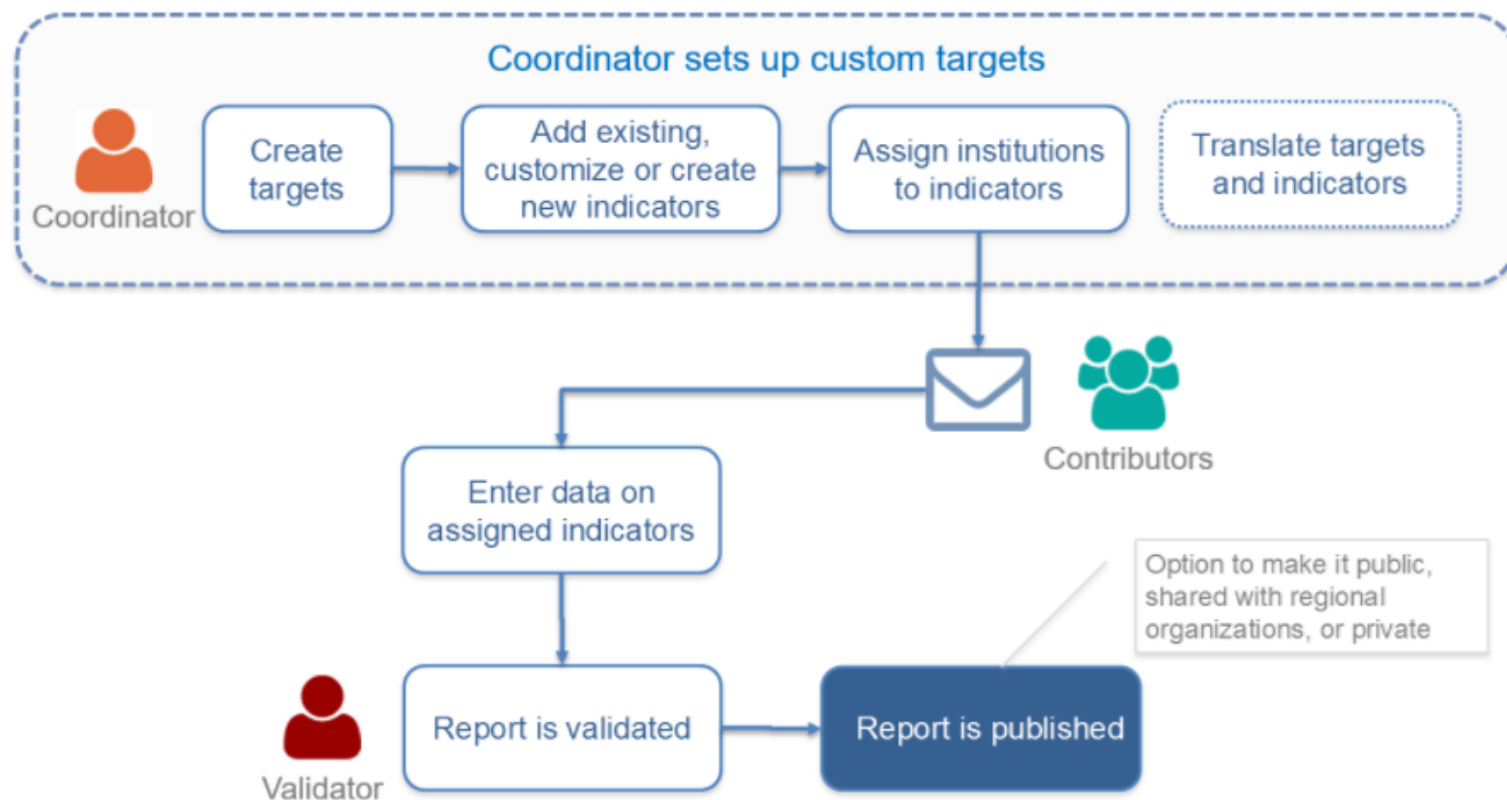 Coordinator sets up custom targets
Coordinator
Create
targets
Add existing,
customize or create
new indicators
Assign institutions
to indicators
Translate targets
and indicators
Contributors
Enter data on
assigned indicators
Option to make it public,
shared with regional
organizations, or private
Validator
Report is validated
Report is published